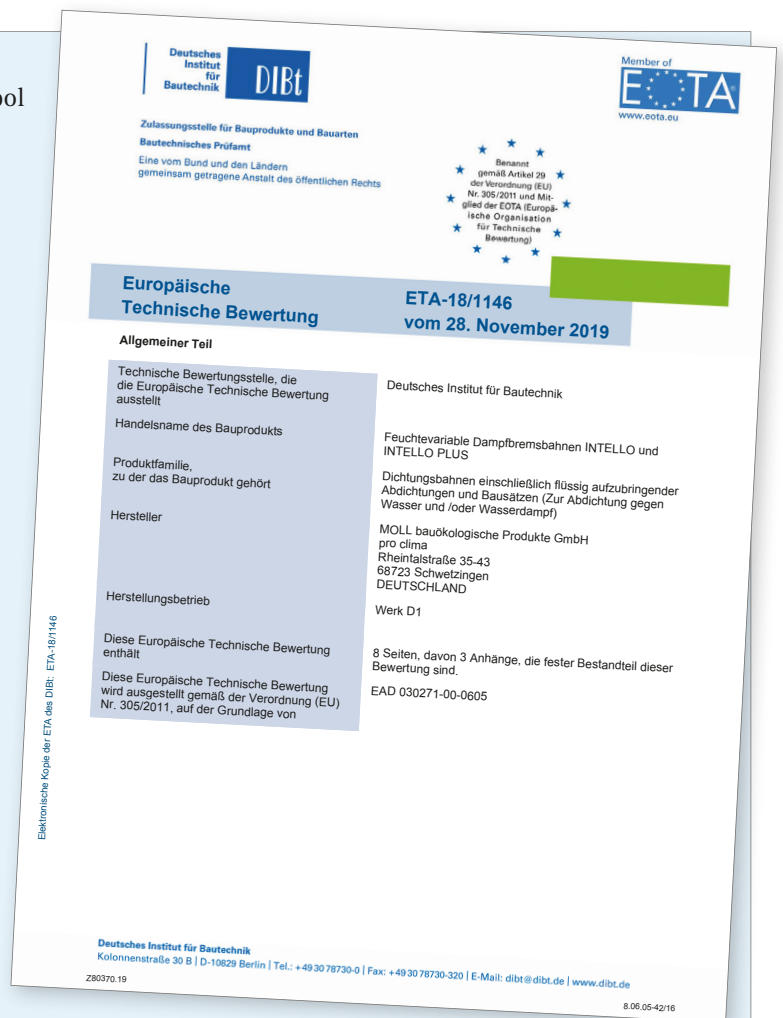 ool
Deutsches
Institut
für
Bautechnik
DIBt
Member of
EOTA
www.eota.eu
Zulassungsstelle für Bauprodukte und Bauarten
Bautechnisches Prüfamt
Eine vom Bund und den Ländern
gemeinsam getragene Anstalt des öffentlichen Rechts
Benannt
gemäß Artikel 29
der Verordnung (EU)
Nr. 305/2011 und Mit-
glied der EOTA (Europä-
ische Organisation
für Technische
Bewertung)
Europäische
Technische Bewertung
ETA-18/1146
vom 28. November 2019
Allgemeiner Teil
Technische Bewertungsstelle, die
die Europäische Technische Bewertung
ausstellt
Deutsches Institut für Bautechnik
Handelsname des Bauprodukts
Feuchtevariable Dampfbremsbahnen INTELLO und
INTELLO PLUS
Produktfamilie,
zu der das Bauprodukt gehört
Dichtungsbahnen einschließlich flüssig aufzubringender
Abdichtungen und Bausätzen (Zur Abdichtung gegen
Wasser und /oder Wasserdampf)
Hersteller
MOLL bauökologische Produkte GmbH
pro clima
Rheintalstraße 35-43
68723 Schwetzingen
DEUTSCHLAND
Herstellungsbetrieb
Werk D1
Diese Europäische Technische Bewertung
enthält
8 Seiten, davon 3 Anhänge, die fester Bestandteil dieser
Bewertung sind.
Diese Europäische Technische Bewertung
wird ausgestellt gemäß der Verordnung (EU)
Nr. 305/2011, auf der Grundlage von
EAD 030271-00-0605
Elektronische Kopie der ETA des DIBt: ETA-18/1146
Deutsches Institut für Bautechnik
Kolonnenstraße 30 B | D-10829 Berlin | Tel.: +493078730-0 | Fax: +493078730-320 | E-Mail: dibt@dibt.de | www.dibt.de
Z80370.19
8.06.05-42/16